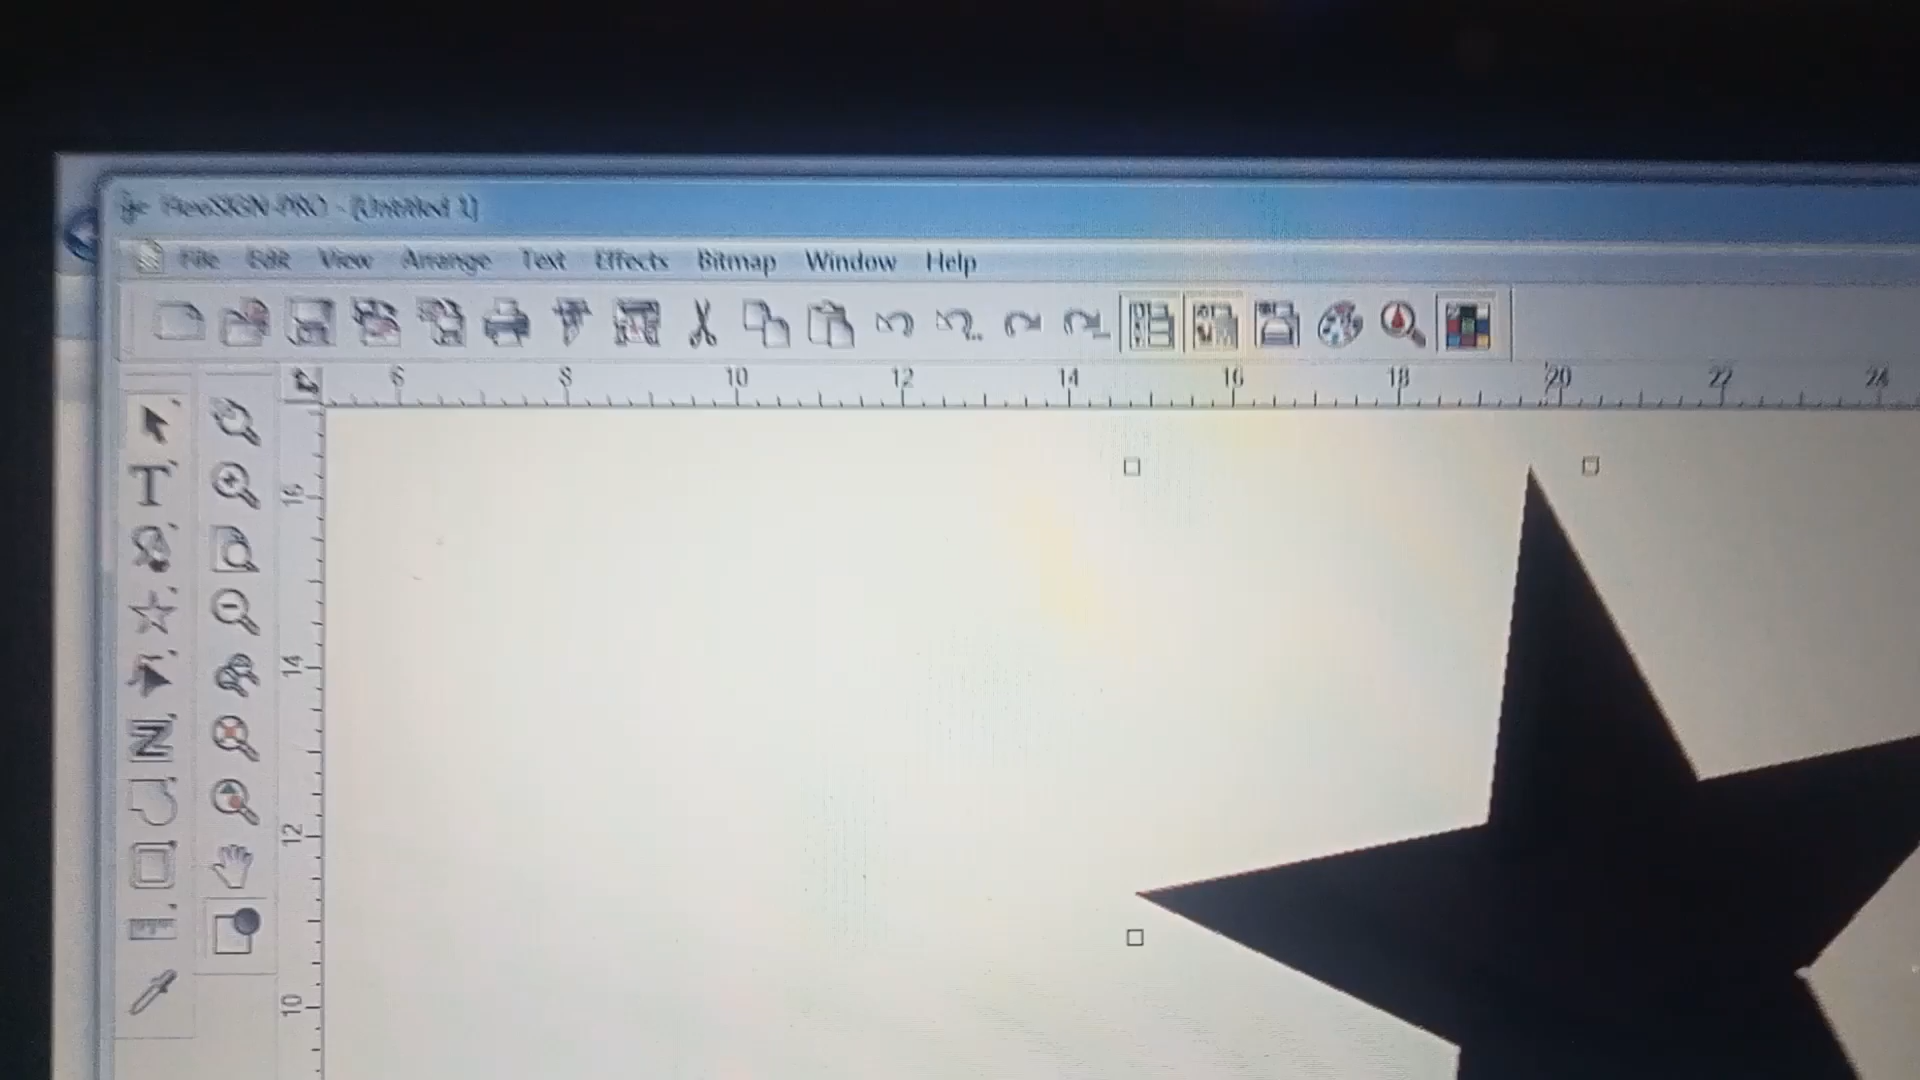 FlexiSIGN-PRO - [Untitled 1]
File Edit View Arrange Text Effects Bitmap Window Help
6 8 10 12 14 16 18 20 22 24
16
14
12
10